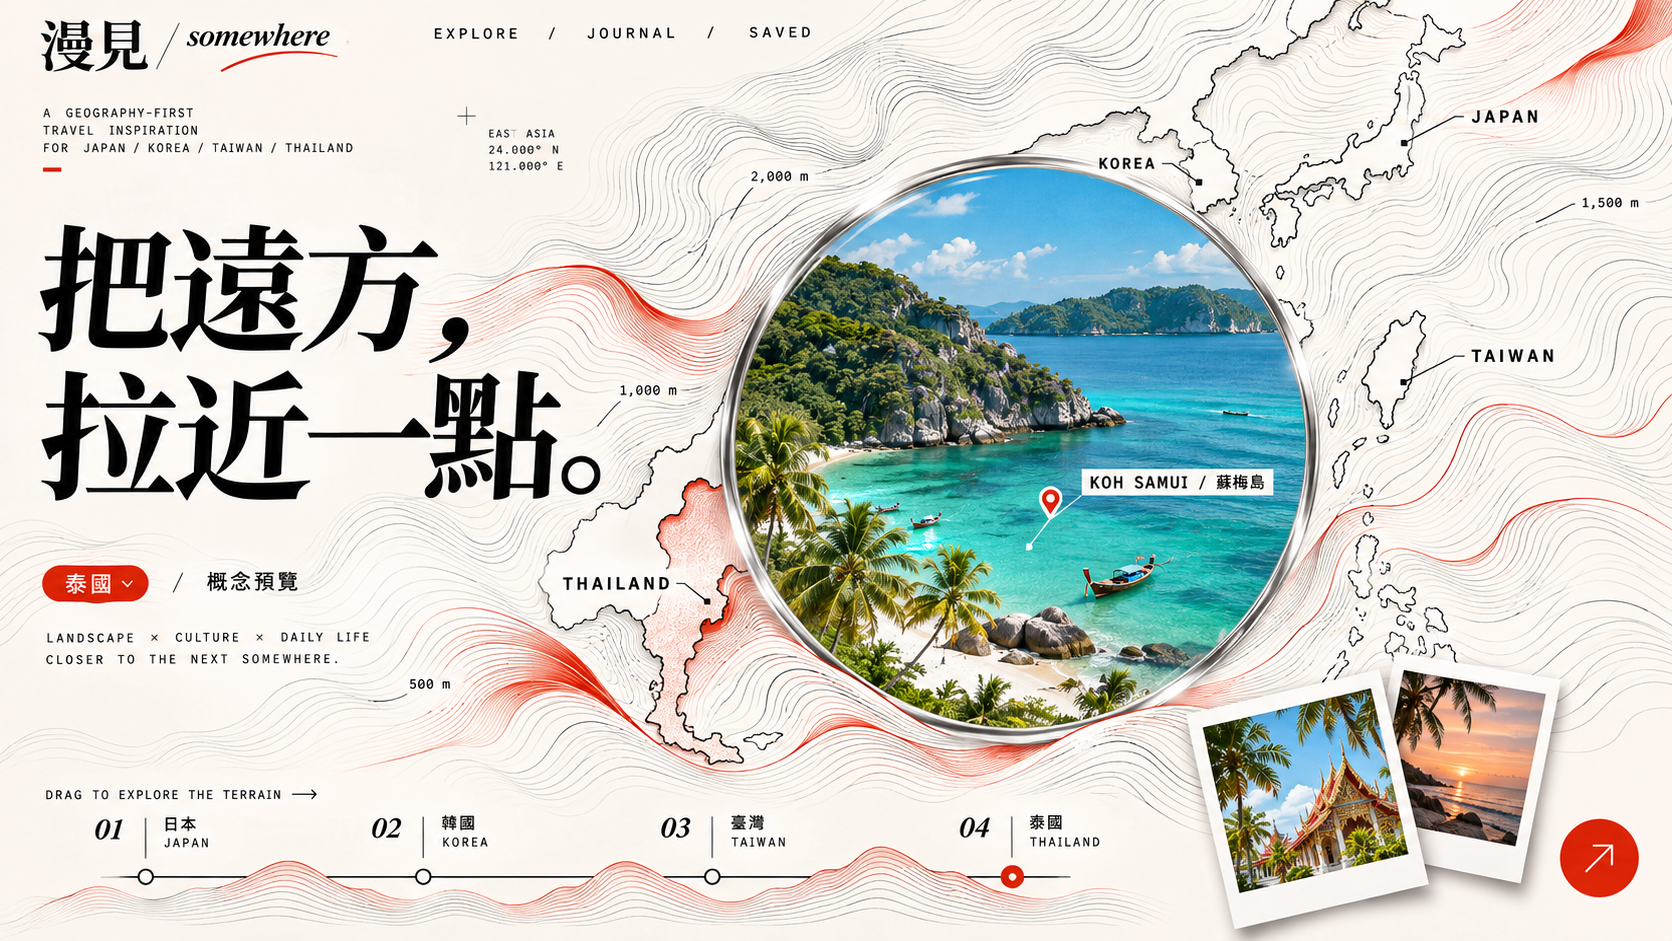 漫見 / somewhere
EXPLORE / JOURNAL / SAVED
A GEOGRAPHY-FIRST
TRAVEL INSPIRATION
FOR JAPAN / KOREA / TAIWAN / THAILAND
EAST ASIA
24.000° N
121.000° E
2,000 m
KOREA
JAPAN
1,500 m
把遠方，
拉近一點。
1,000 m
TAIWAN
KOH SAMUI / 蘇梅島
THAILAND
泰國 / 概念預覽
LANDSCAPE × CULTURE × DAILY LIFE
CLOSER TO THE NEXT SOMEWHERE.
500 m
DRAG TO EXPLORE THE TERRAIN →
01 日本
JAPAN
02 韓國
KOREA
03 臺灣
TAIWAN
04 泰國
THAILAND